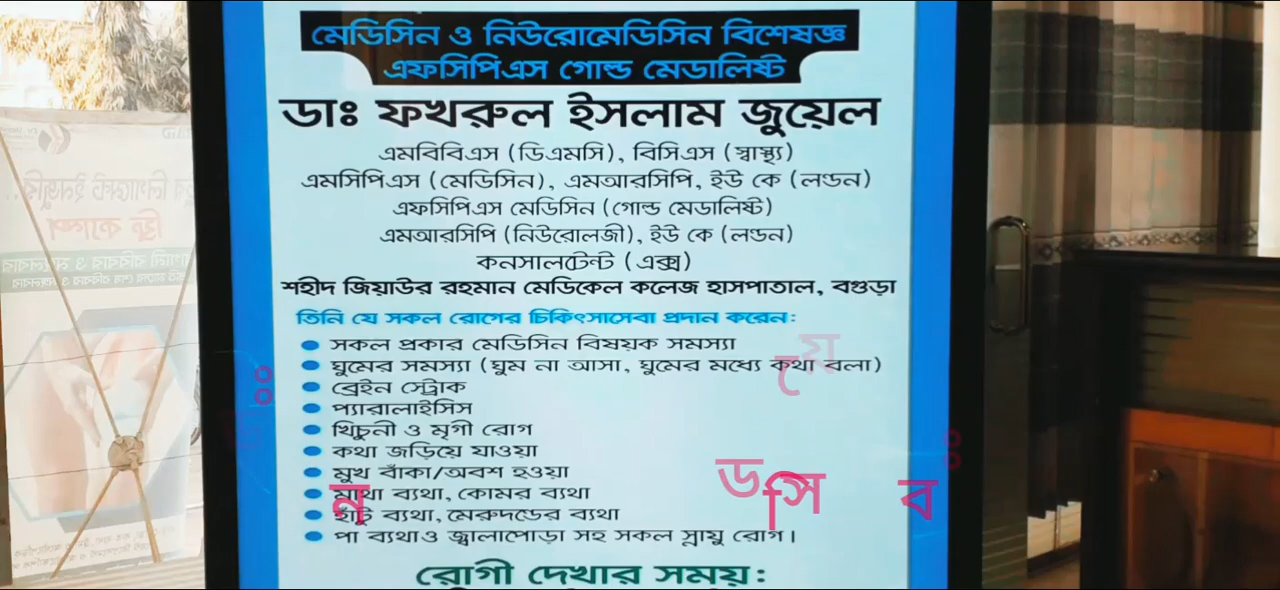 মেডিসিন ও নিউরোমেডিসিন বিশেষজ্ঞ
এফসিপিএস গোল্ড মেডালিষ্ট
ডাঃ ফখরুল ইসলাম জুয়েল
এমবিবিএস (ডিএমসি), বিসিএস (স্বাস্থ্য)
এমসিপিএস (মেডিসিন), এমআরসিপি, ইউ কে (লণ্ডন)
এফসিপিএস মেডিসিন (গোল্ড মেডালিষ্ট)
এমআরসিপি (নিউরোলজী), ইউ কে (লন্ডন)
কনসালটেন্ট (এক্স)
শহীদ জিয়াউর রহমান মেডিকেল কলেজ হাসপাতাল, বগুড়া
তিনি যে সকল রোগের চিকিৎসাসেবা প্রদান করেন:
সকল প্রকার মেডিসিন বিষয়ক সমস্যা
ঘুমের সমস্যা (ঘুম না আসা, ঘুমের মধ্যে কথা বলা)
ব্রেইন স্ট্রোক
প্যারালাইসিস
খিচুনী ও মৃগী রোগ
কথা জড়িয়ে যাওয়া
মুখ বাঁকা/অবশ হওয়া
মাথা ব্যথা, কোমর ব্যথা
হাঁটু ব্যথা, মেরুদন্ডের ব্যথা
পা ব্যথাও জ্বালাপোড়া সহ সকল স্নায়ু রোগ।
রোগী দেখার সময়: